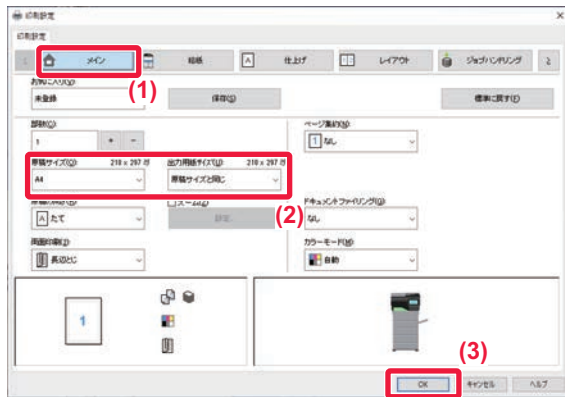 印刷設定
印刷設定
メイン 給紙 仕上げ レイアウト ジョブハンドリング
(1)
お気に入り(V):
未登録 保存(S) 標準に戻す(F)
部数(C): ページ集約(N):
1 + - 1 なし
原稿サイズ(O): 210 x 297 ミリ 出力用紙サイズ(U): 210 x 297 ミリ
A4 原稿サイズと同じ
(2)
ズーム(Z) ドキュメントファイリング(G):
A たて 設定... なし
両面印刷(2): カラーモード(M):
長辺とじ 自動
1
(3)
OK キャンセル ヘルプ